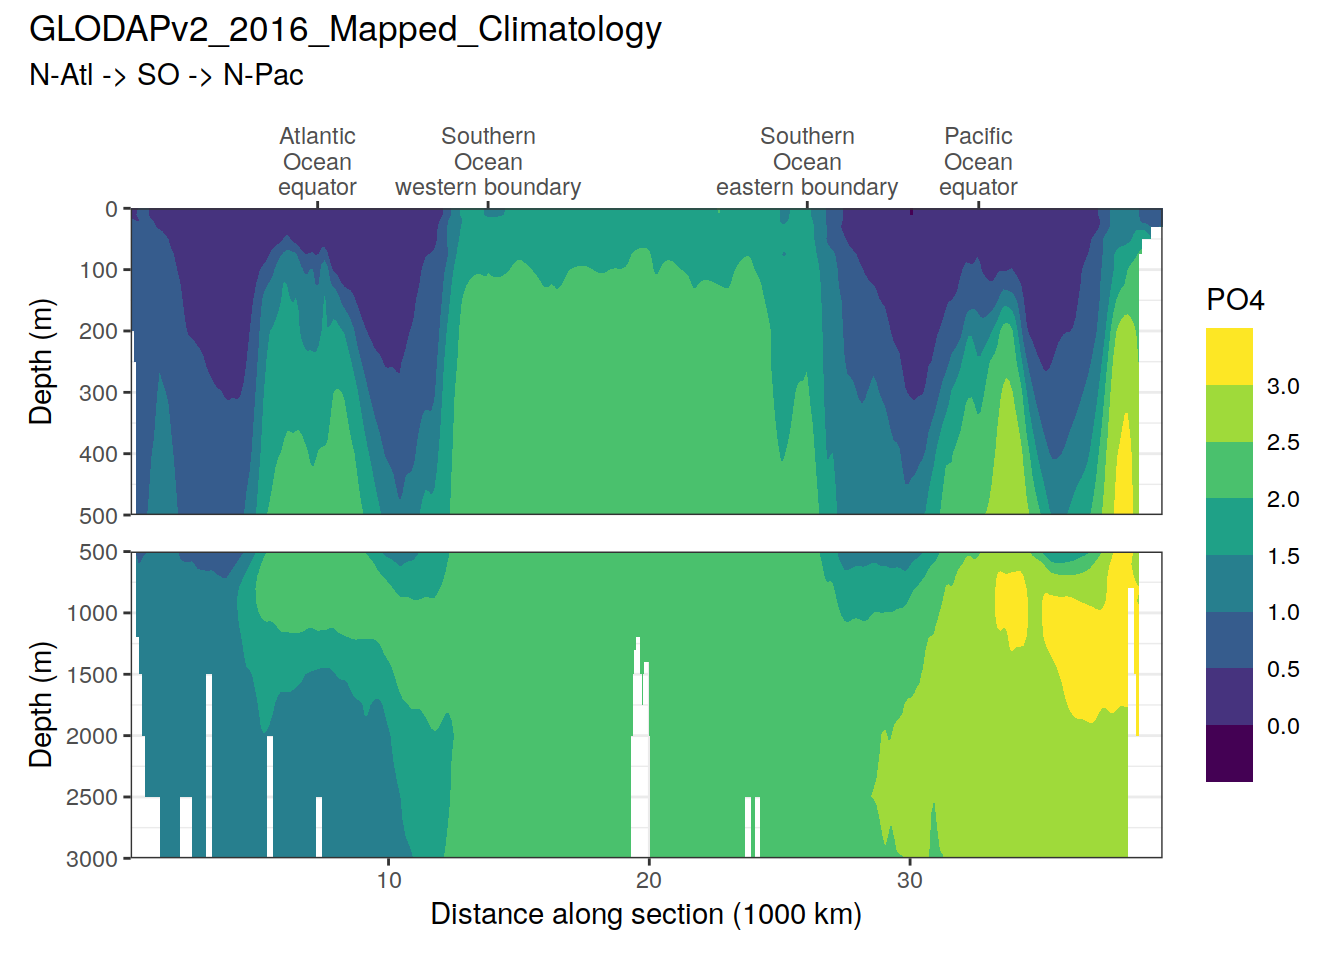 GLODAPv2_2016_Mapped_Climatology
N-Atl -> SO -> N-Pac
Atlantic
Ocean
equator
Southern
Ocean
western boundary
Southern
Ocean
eastern boundary
Pacific
Ocean
equator
0
100
200
300
400
500
Depth (m)
500
1000
1500
2000
2500
3000
Depth (m)
10
20
30
Distance along section (1000 km)
PO4
3.0
2.5
2.0
1.5
1.0
0.5
0.0